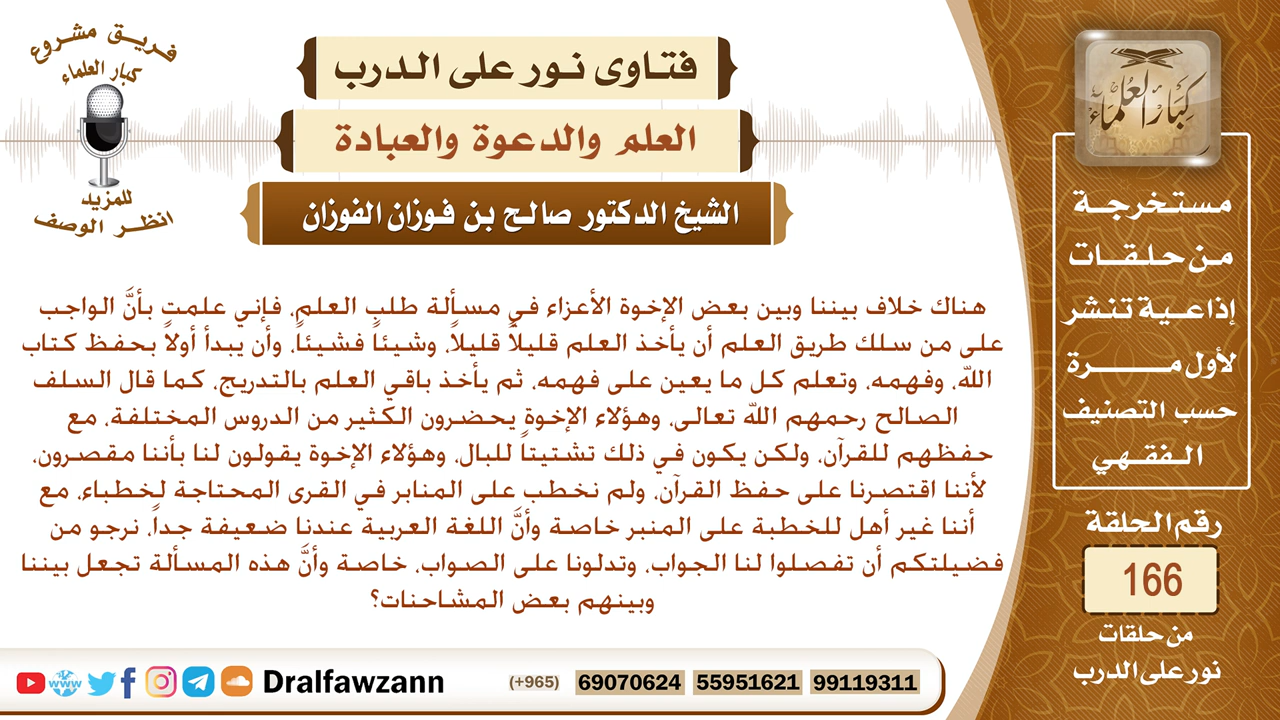 فريق مشروع
كبار العلماء
للمزيد
انظر الوصف
فتاوى نور على الدرب
العلم والدعوة والعبادة
الشيخ الدكتور صالح بن فوزان الفوزان
هناك خلاف بيننا وبين بعض الإخوة الأعزاء في مسألة طلب العلم، فإني علمت بأنَّ الواجب
على من سلك طريق العلم أن يأخذ العلم قليلاً قليلاً، وشيئاً فشيئاً، وأن يبدأ أولاً بحفظ كتاب
الله، وفهمه، وتعلم كل ما يعين على فهمه، ثم يأخذ باقي العلم بالتدريج، كما قال السلف
الصالح رحمهم الله تعالى، وهؤلاء الإخوة يحضرون الكثير من الدروس المختلفة، مع
حفظهم للقرآن، ولكن يكون في ذلك تشتيتاً للبال، وهؤلاء الإخوة يقولون لنا بأننا مقصرون،
لأننا اقتصرنا على حفظ القرآن، ولم نخطب على المنابر في القرى المحتاجة لخطباء، مع
أننا غير أهل للخطبة على المنبر خاصة وأنَّ اللغة العربية عندنا ضعيفة جداً، نرجو من
فضيلتكم أن تفصلوا لنا الجواب، وتدلونا على الصواب، خاصة وأنَّ هذه المسألة تجعل بيننا
وبينهم بعض المشاحنات؟
كبار العلماء
مستخرجة
من حلقات
إذاعية تنشر
لأول مرة
حسب التصنيف
الفقهي
رقم الحلقة
166
من حلقات
نور على الدرب
www Dralfawzann (+965) 69070624 55951621 99119311